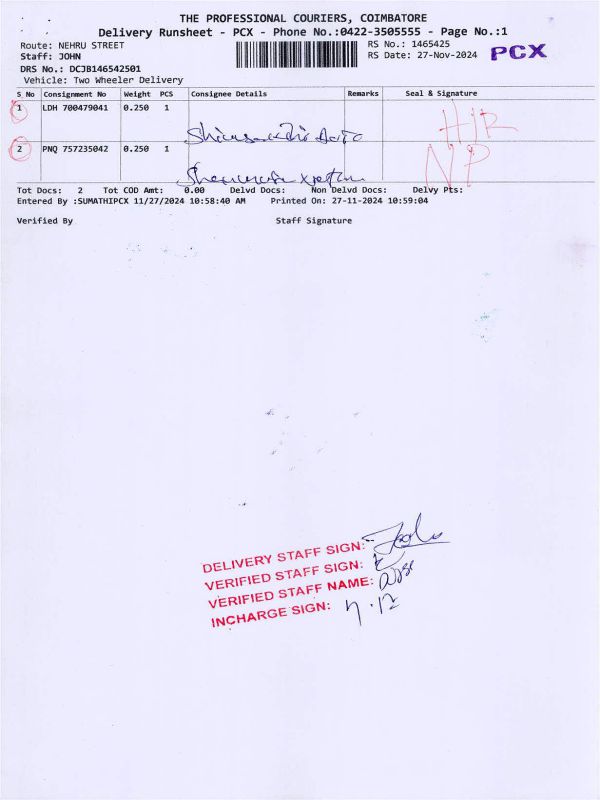 THE PROFESSIONAL COURIERS, COIMBATORE
Delivery Runsheet - PCX - Phone No.:0422-3505555 - Page No.:1
Route: NEHRU STREET RS No.: 1465425 PCX
Staff: JOHN RS Date: 27-Nov-2024
DRS No.: DCJB146542501
Vehicle: Two Wheeler Delivery
S No Consignment No Weight PCS Consignee Details Remarks Seal & Signature
1 LDH 700479041 0.250 1 HR
2 PNQ 757235042 0.250 1 NP
Tot Docs: 2 Tot COD Amt: 0.00 Delvd Docs: Non Delvd Docs: Delvy Pts:
Entered By :SUMATHIPCX 11/27/2024 10:58:40 AM Printed On: 27-11-2024 10:59:04
Verified By Staff Signature
DELIVERY STAFF SIGN:
VERIFIED STAFF SIGN:
VERIFIED STAFF NAME:
INCHARGE SIGN: